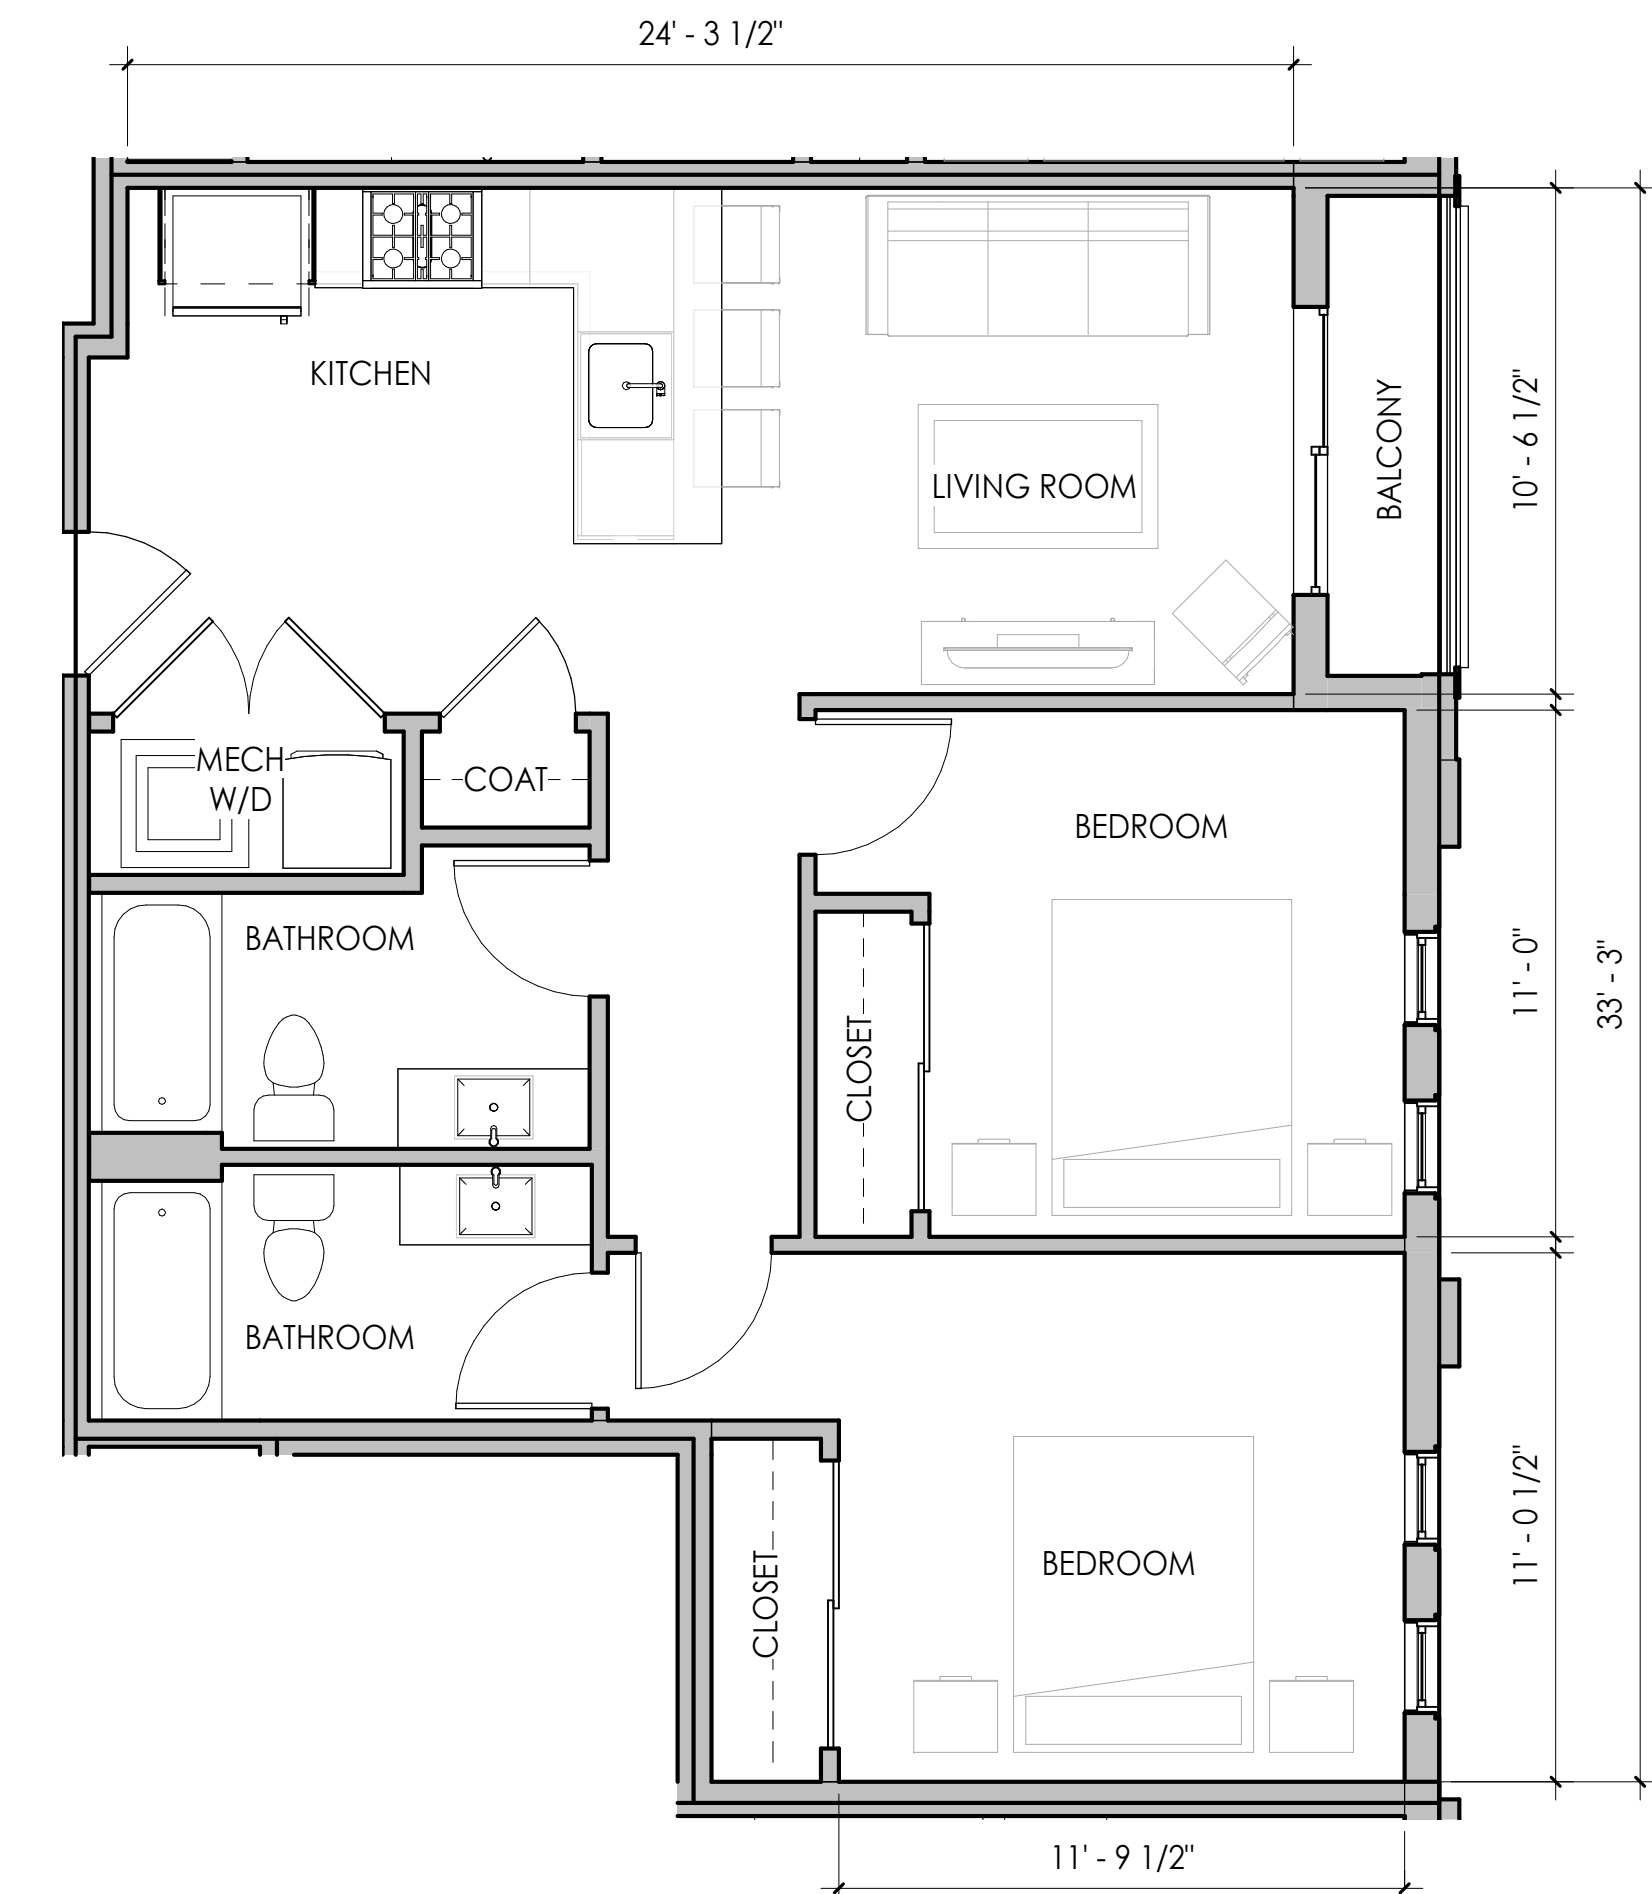 24' - 3 1/2"
KITCHEN
BALCONY
10' - 6 1/2"
LIVING ROOM
MECH
W/D
COAT
BEDROOM
BATHROOM
11' - 0"
33' - 3"
CLOSET
BATHROOM
11' - 0 1/2"
BEDROOM
CLOSET
11' - 9 1/2"